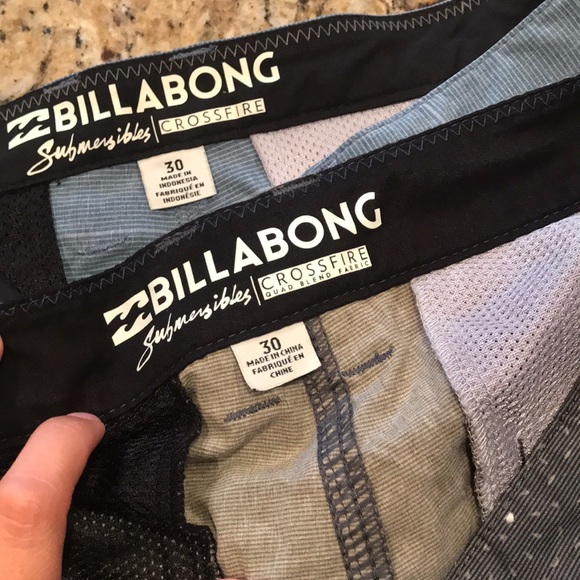 BILLABONG
Submersibles | CROSSFIRE
30
MADE IN
INDONESIA
FABRIQUÉ EN
INDONÉSIE
BILLABONG
Submersibles | CROSSFIRE
QUAD BLEND FABRIC
30
MADE IN CHINA
FABRIQUÉ EN
CHINE